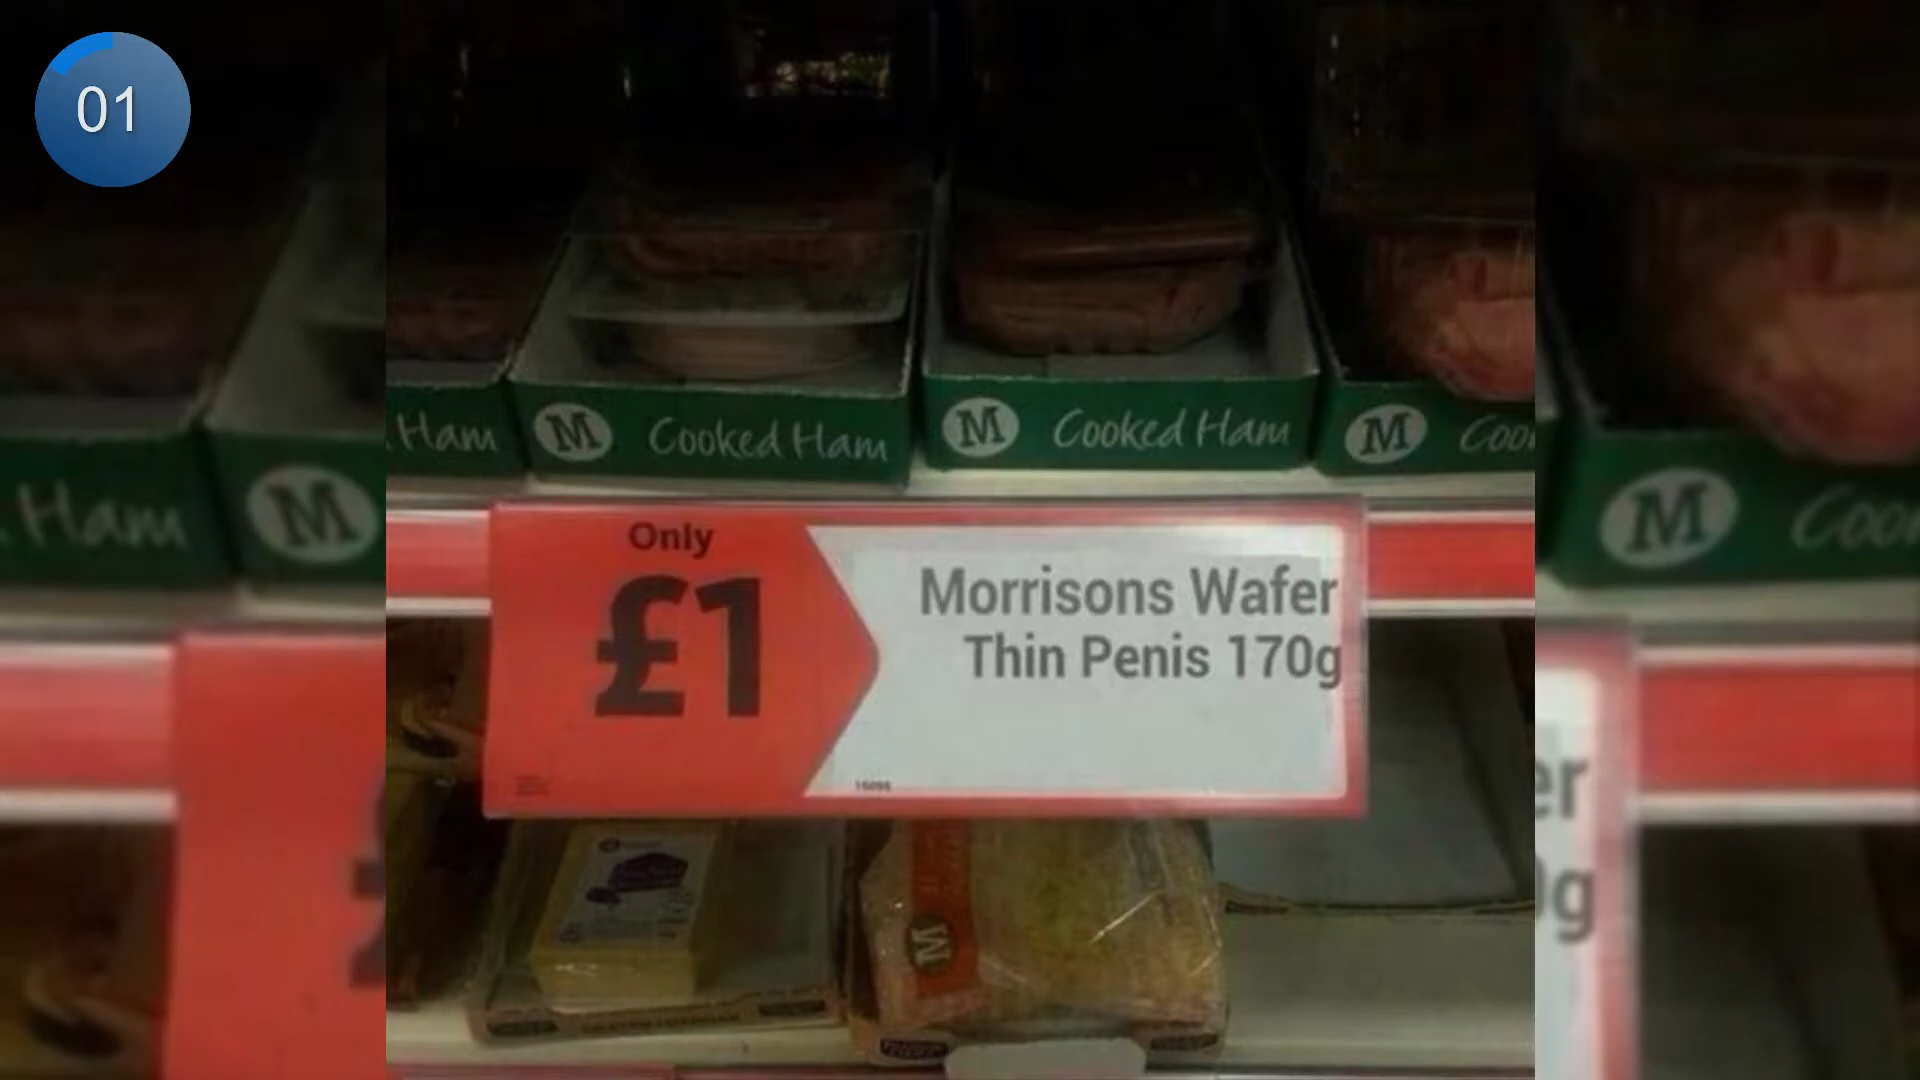 01
Ham
M Cooked Ham
M Cooked Ham
M
Only
£1
Morrisons Wafer
Thin Penis 170g
M